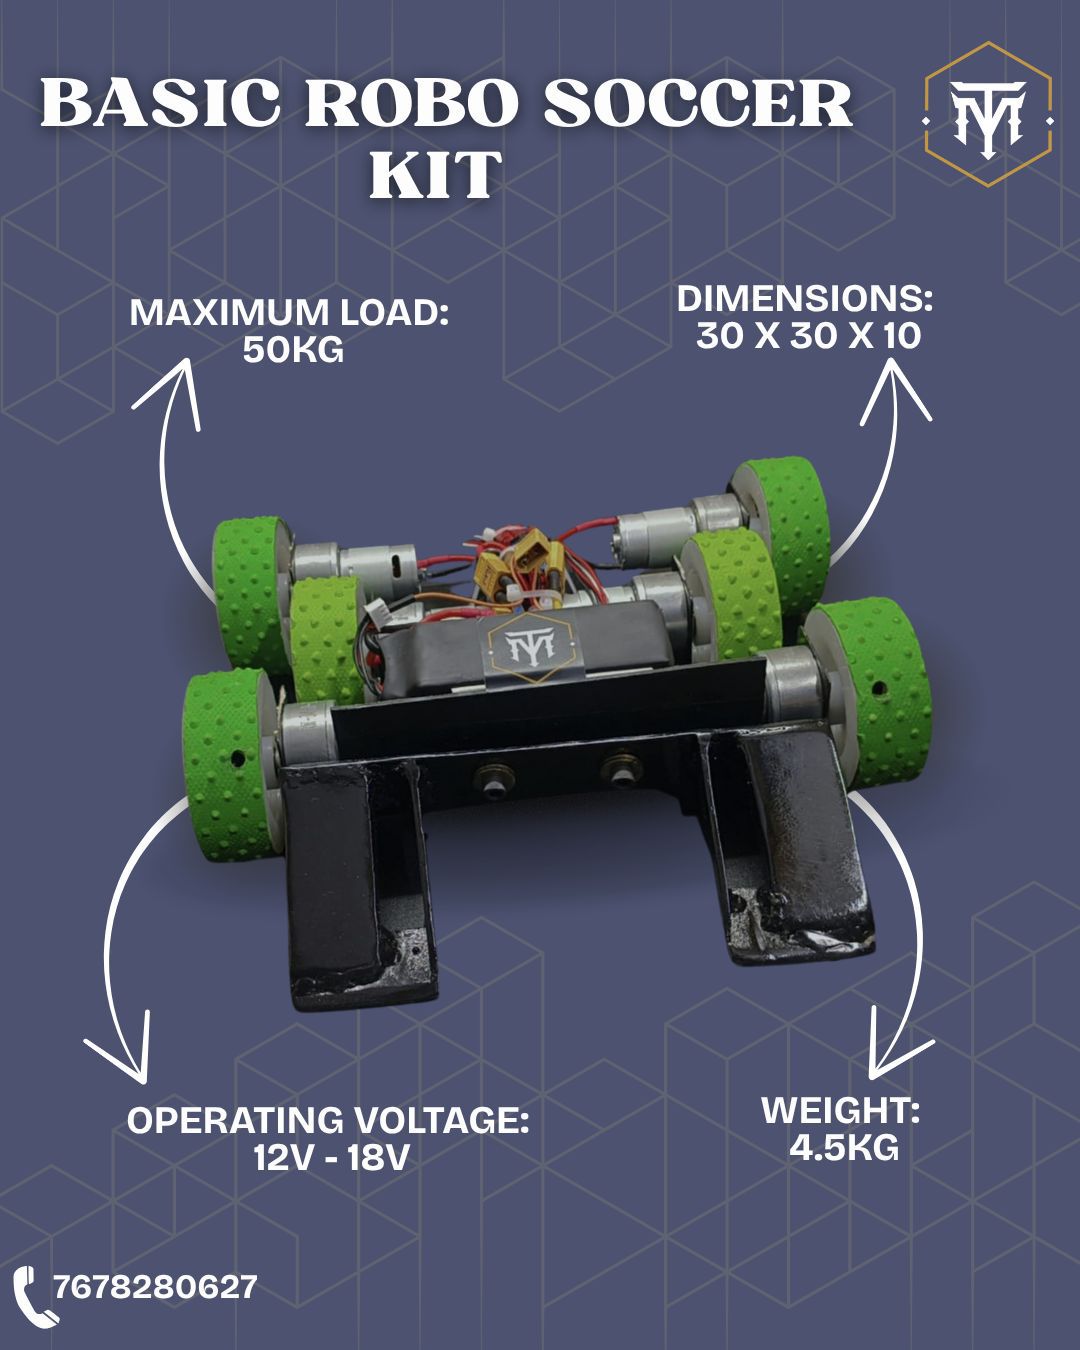 BASIC ROBO SOCCER
KIT
MAXIMUM LOAD:
50KG
DIMENSIONS:
30 X 30 X 10
OPERATING VOLTAGE:
12V - 18V
WEIGHT:
4.5KG
7678280627